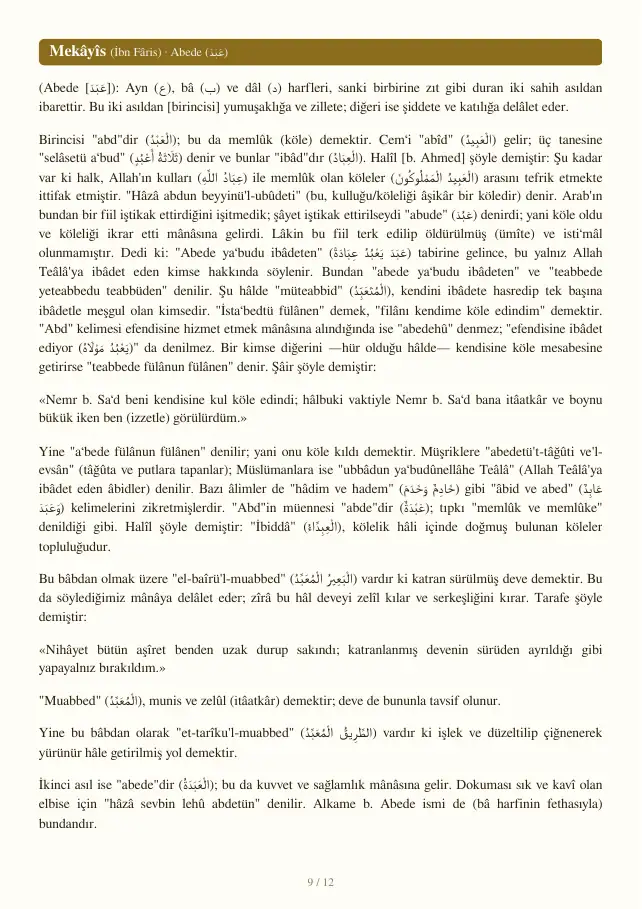 Mekâyîs (İbn Fâris) · Abede (عَبَدَ)
(Abede [عَبَدَ]): Ayn (ع), bâ (ب) ve dâl (د) harfleri, sanki birbirine zıt gibi duran iki sahih asıldan
ibarettir. Bu iki asıldan [birincisi] yumuşaklığa ve zillete; diğeri ise şiddete ve katılığa delâlet eder.
Birincisi "abd"dir (الْعَبْدُ); bu da memlûk (köle) demektir. Cem‘i "abîd" (الْعَبِيدُ) gelir; üç tanesine
"selâsetü a‘bud" (ثَلَاثَةُ أَعْبُدٍ) denir ve bunlar "ibâd"dır (الْعِبَادُ). Halîl [b. Ahmed] şöyle demiştir: Şu kadar
var ki halk, Allah'ın kulları (عِبَادُ اللّٰهِ) ile memlûk olan köleler (الْعَبِيدُ الْمَمْلُوكُونَ) arasını tefrik etmekte
ittifak etmiştir. "Hâzâ abdun beyyinü'l-ubûdeti" (bu, kulluğu/köleliği âşikâr bir köledir) denir. Arab'ın
bundan bir fiil iştikak ettirdiğini işitmedik; şâyet iştikak ettirilseydi "abude" (عَبُدَ) denirdi; yani köle oldu
ve köleliği ikrar etti mânâsına gelirdi. Lâkin bu fiil terk edilip öldürülmüş (ümîte) ve isti‘mâl
olunmamıştır. Dedi ki: "Abede ya‘budu ibâdeten" (عَبَدَ يَعْبُدُ عِبَادَةً) tabirine gelince, bu yalnız Allah
Teâlâ'ya ibâdet eden kimse hakkında söylenir. Bundan "abede ya‘budu ibâdeten" ve "teabbede
yeteabbedu teabbüden" denilir. Şu hâlde "müteabbid" (الْمُتَعَبِّدُ), kendini ibâdete hasredip tek başına
ibâdetle meşgul olan kimsedir. "İsta‘bedtü fülânen" demek, "filânı kendime köle edindim" demektir.
"Abd" kelimesi efendisine hizmet etmek mânâsına alındığında ise "abedehû" denmez; "efendisine ibâdet
ediyor (يَعْبُدُ مَوْلَاهُ)" da denilmez. Bir kimse diğerini —hür olduğu hâlde— kendisine köle mesabesine
getirirse "teabbede fülânun fülânen" denir. Şâir şöyle demiştir:
«Nemr b. Sa‘d beni kendisine kul köle edindi; hâlbuki vaktiyle Nemr b. Sa‘d bana itâatkâr ve boynu
bükük iken ben (izzetle) görülürdüm.»
Yine "a‘bede fülânun fülânen" denilir; yani onu köle kıldı demektir. Müşriklere "abedetü't-tâğûti ve'l-
evsân" (tâğûta ve putlara tapanlar); Müslümanlara ise "ubbâdun ya‘budûnellâhe Teâlâ" (Allah Teâlâ'ya
ibâdet eden âbidler) denilir. Bazı âlimler de "hâdim ve hadem" (خَادِمٌ وَخَدَمٌ) gibi "âbid ve abed" (عَابِدٌ
وَعَبَدٌ) kelimelerini zikretmişlerdir. "Abd"in müennesi "abde"dir (عَبْدَةٌ); tıpkı "memlûk ve memlûke"
denildiği gibi. Halîl şöyle demiştir: "İbiddâ" (الْعِبِدَّاءُ), kölelik hâli içinde doğmuş bulunan köleler
topluluğudur.
Bu bâbdan olmak üzere "el-baîrü'l-muabbed" (الْبَعِيرُ الْمُعَبَّدُ) vardır ki katran sürülmüş deve demektir. Bu
da söylediğimiz mânâya delâlet eder; zîrâ bu hâl deveyi zelîl kılar ve serkeşliğini kırar. Tarafe şöyle
demiştir:
«Nihâyet bütün aşîret benden uzak durup sakındı; katranlanmış devenin sürüden ayrıldığı gibi
yapayalnız bırakıldım.»
"Muabbed" (الْمُعَبَّدُ), munis ve zelûl (itâatkâr) demektir; deve de bununla tavsif olunur.
Yine bu bâbdan olarak "et-tarîku'l-muabbed" (الطَّرِيقُ الْمُعَبَّدُ) vardır ki işlek ve düzeltilip çiğnenerek
yürünür hâle getirilmiş yol demektir.
İkinci asıl ise "abede"dir (الْعَبَدَةُ); bu da kuvvet ve sağlamlık mânâsına gelir. Dokuması sık ve kavî olan
elbise için "hâzâ sevbin lehû abdetün" denilir. Alkame b. Abede ismi de (bâ harfinin fethasıyla)
bundandır.
9 / 12